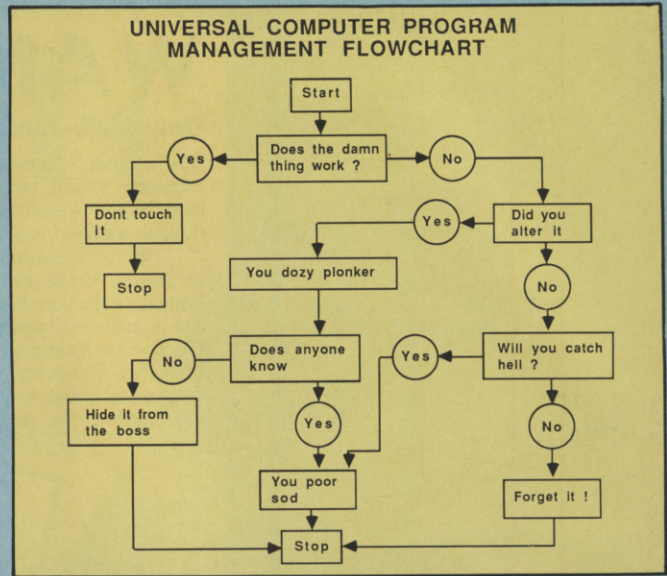 UNIVERSAL COMPUTER PROGRAM
MANAGEMENT FLOWCHART
Start
Does the damn
thing work ?
Yes
No
Dont touch
it
Stop
Did you
alter it
Yes
No
You dozy plonker
Does anyone
know
No
Yes
Hide it from
the boss
Will you catch
hell ?
Yes
No
You poor
sod
Forget it !
Stop